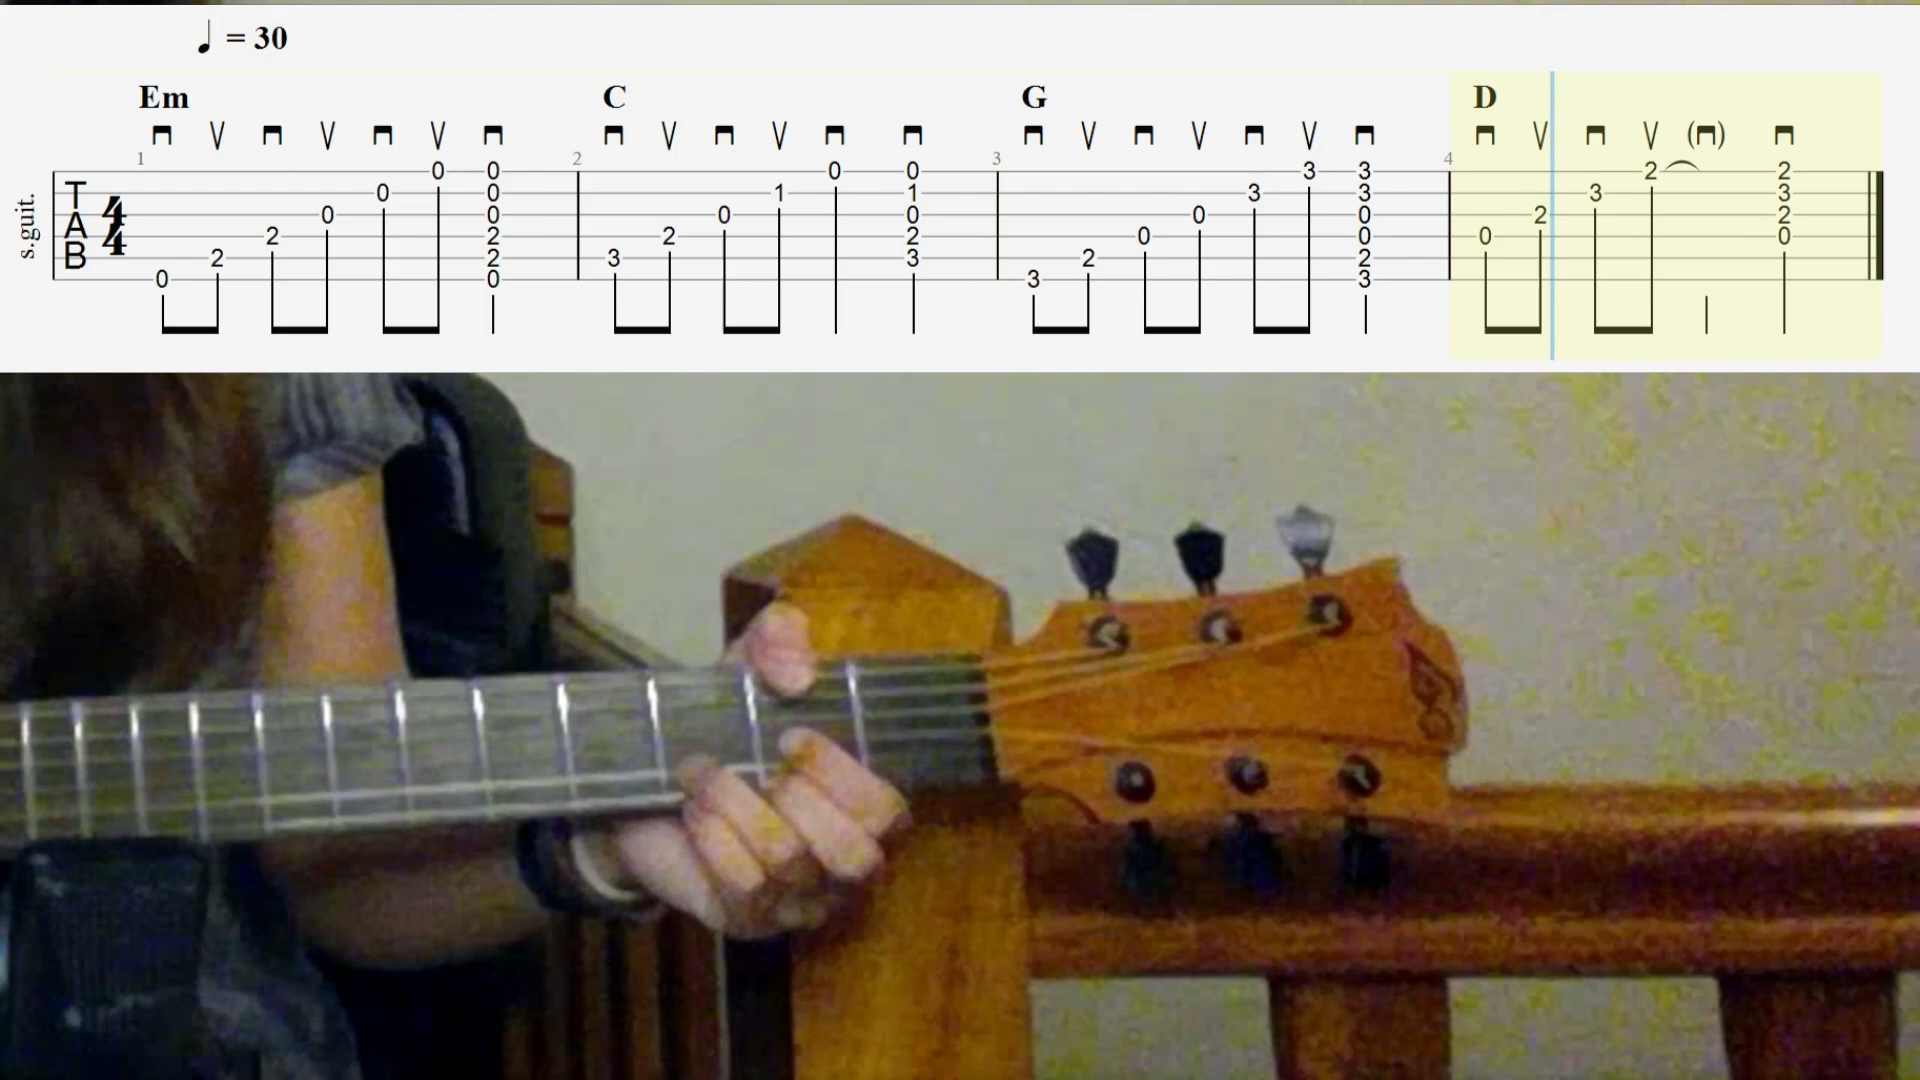 ♩ = 30
Em C G D
(⊓)
1 2 3 4
0 0 0 0 3 3 2 2
0 0 1 1 3 3 3 3
0 0 0 0 0 0 2 2
2 2 2 2 0 0 0 0
2 2 3 3 2 2
0 0 3 3
s.guit.
TAB
4
4